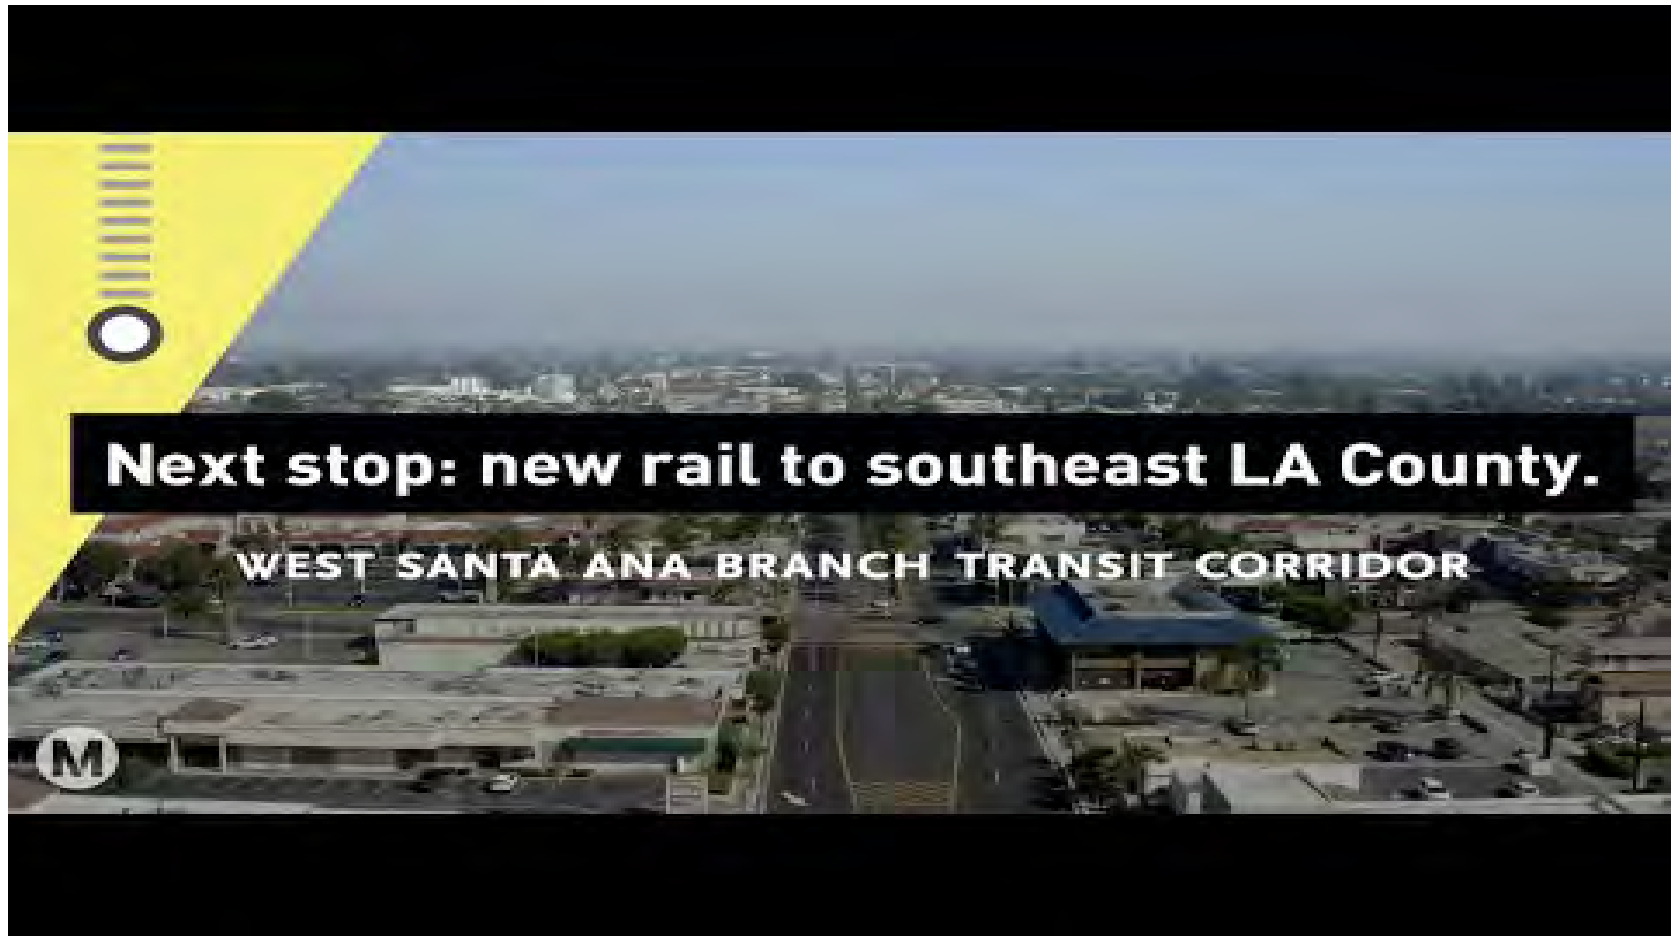 Next stop: new rail to southeast LA County.
WEST SANTA ANA BRANCH TRANSIT CORRIDOR
M